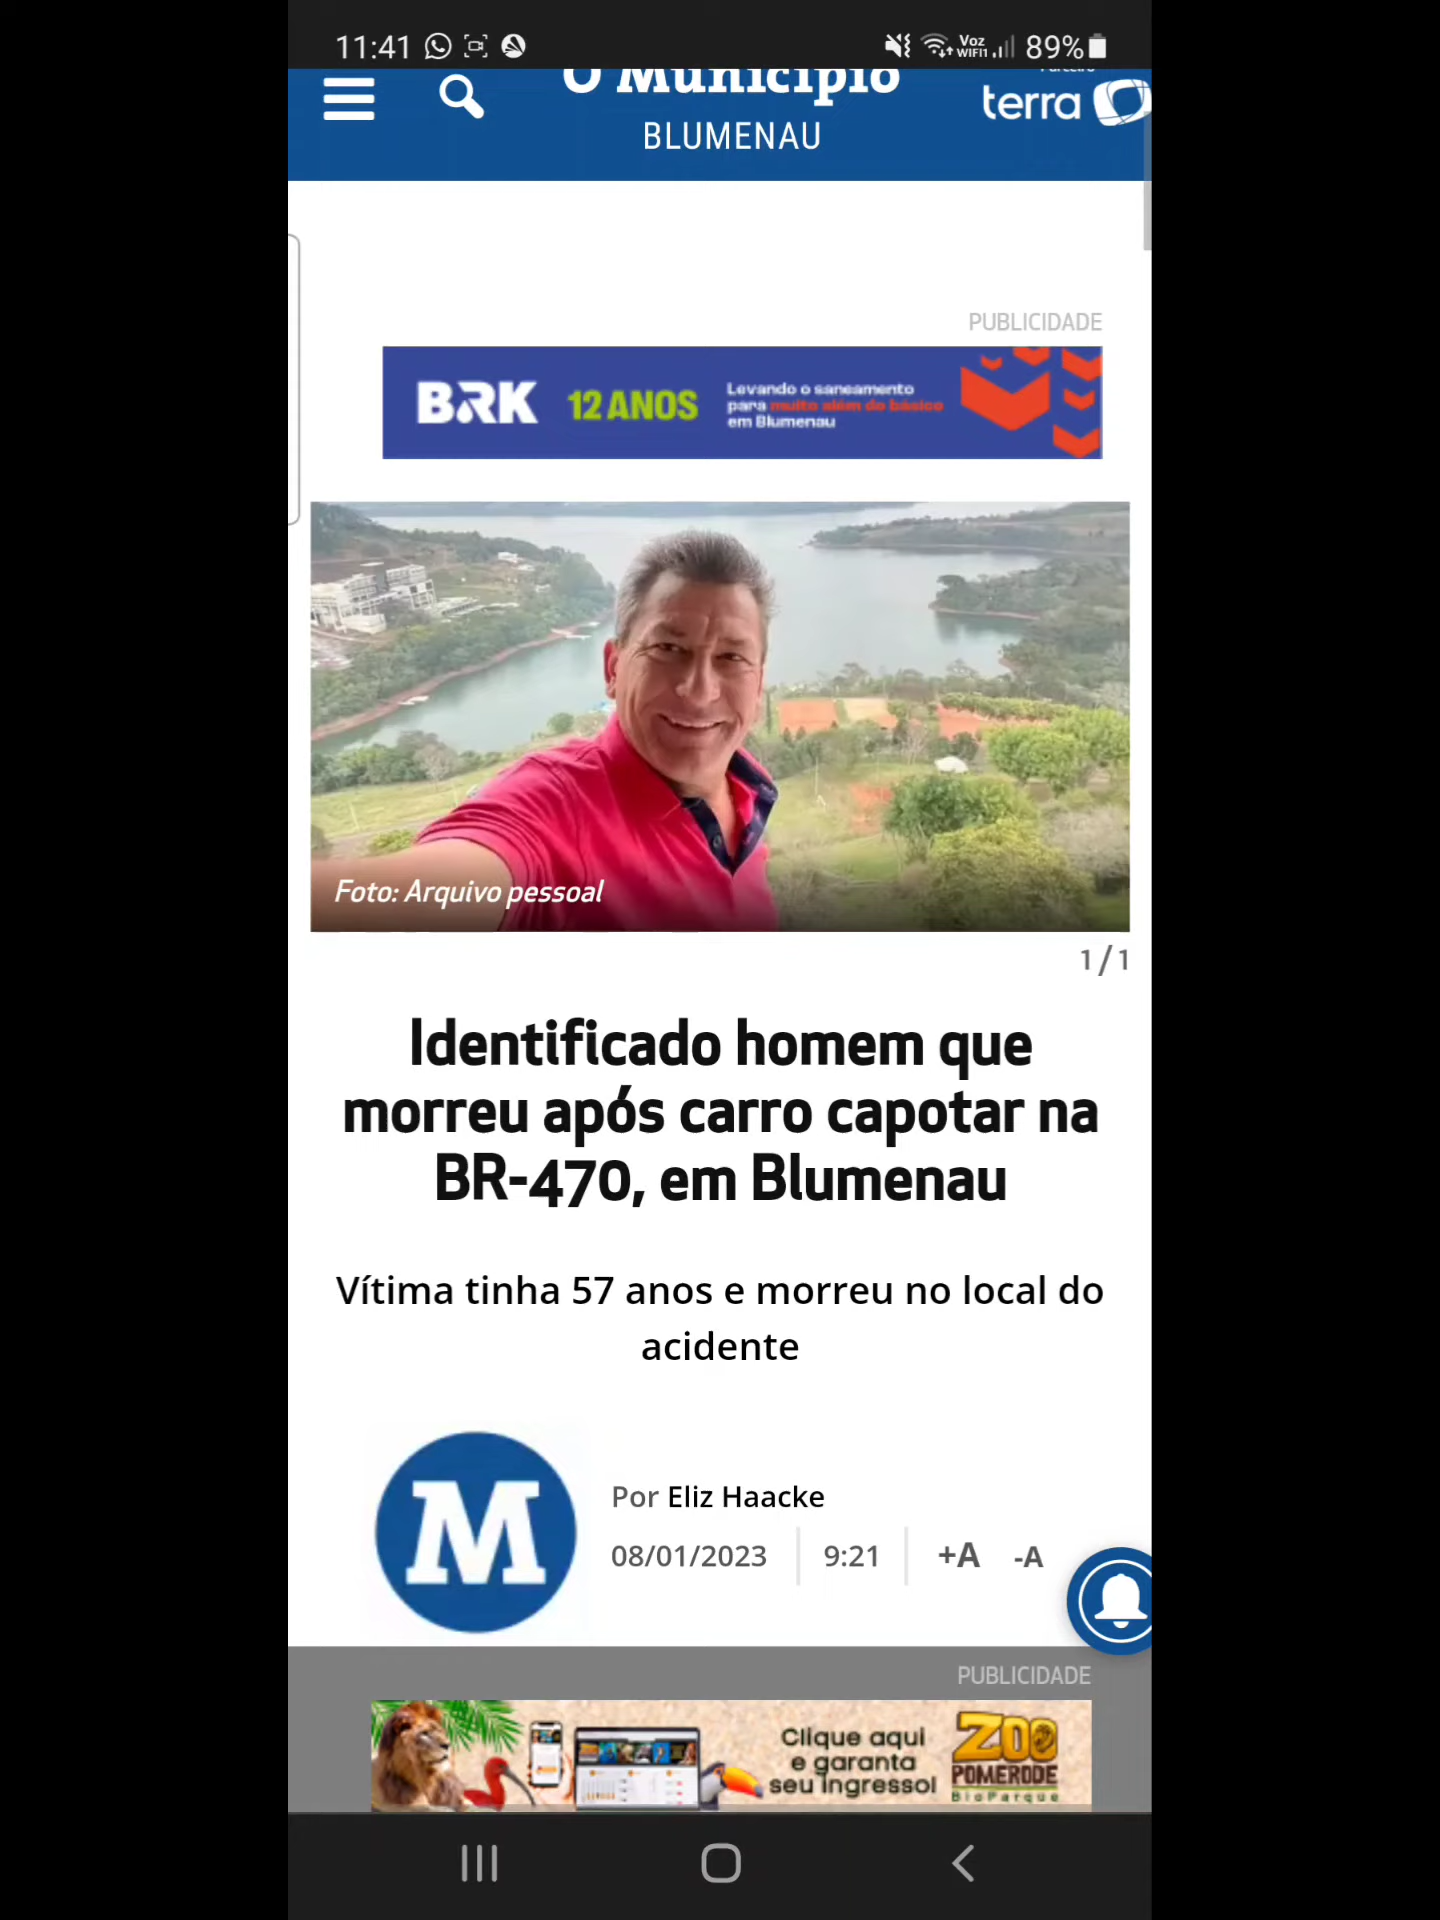 11:41
Voz
WIFI1
89%
O Município
BLUMENAU
terra
PUBLICIDADE
BRK
12 ANOS
Levando o saneamento
para muito além do básico
em Blumenau
Foto: Arquivo pessoal
1 / 1
Identificado homem que
morreu após carro capotar na
BR-470, em Blumenau
Vítima tinha 57 anos e morreu no local do
acidente
M
Por Eliz Haacke
08/01/2023
9:21
+A
-A
PUBLICIDADE
Clique aqui
e garanta
seu ingresso!
ZOO
POMERODE
BioParque